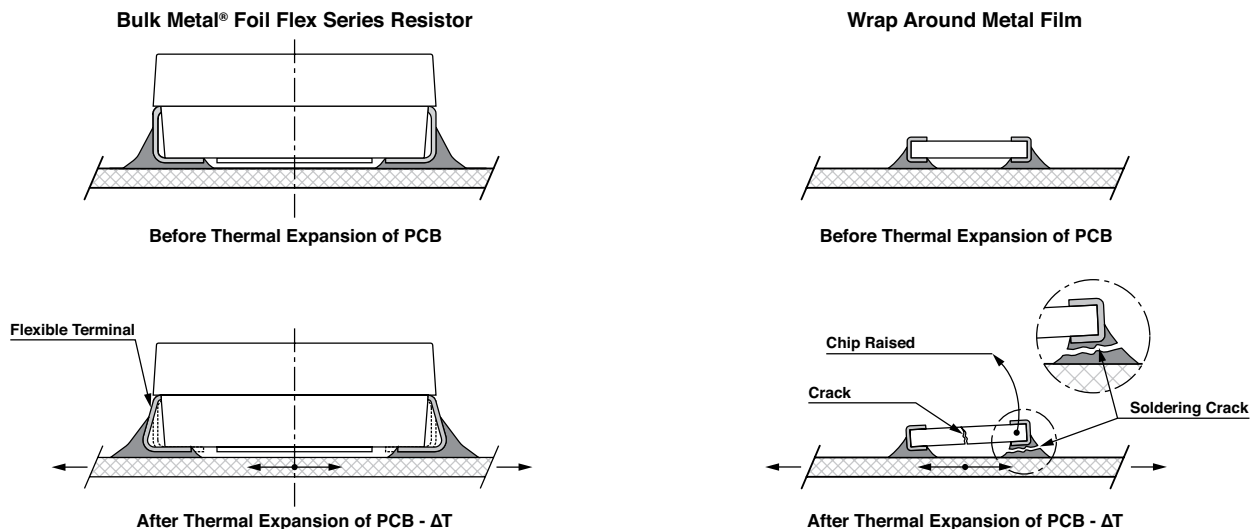 Bulk Metal® Foil Flex Series Resistor
Before Thermal Expansion of PCB
Flexible Terminal
After Thermal Expansion of PCB - ΔT
Wrap Around Metal Film
Before Thermal Expansion of PCB
Chip Raised
Crack
Soldering Crack
After Thermal Expansion of PCB - ΔT